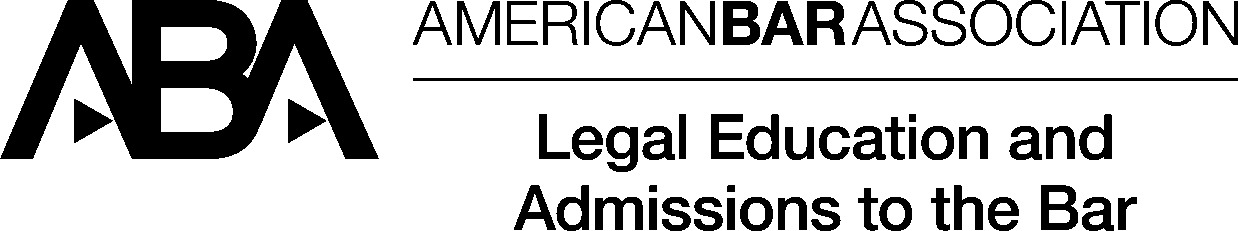 ABA
AMERICANBARASSOCIATION
Legal Education and
Admissions to the Bar